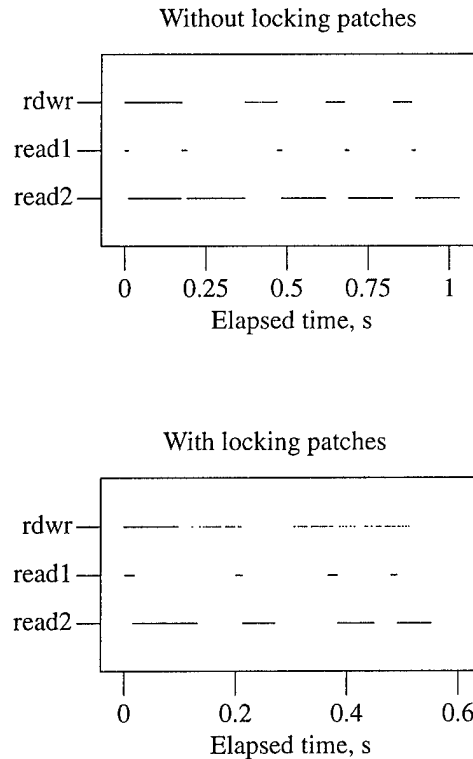 Without locking patches
rdwr
read1
read2
0 0.25 0.5 0.75 1
Elapsed time, s
With locking patches
rdwr
read1
read2
0 0.2 0.4 0.6
Elapsed time, s